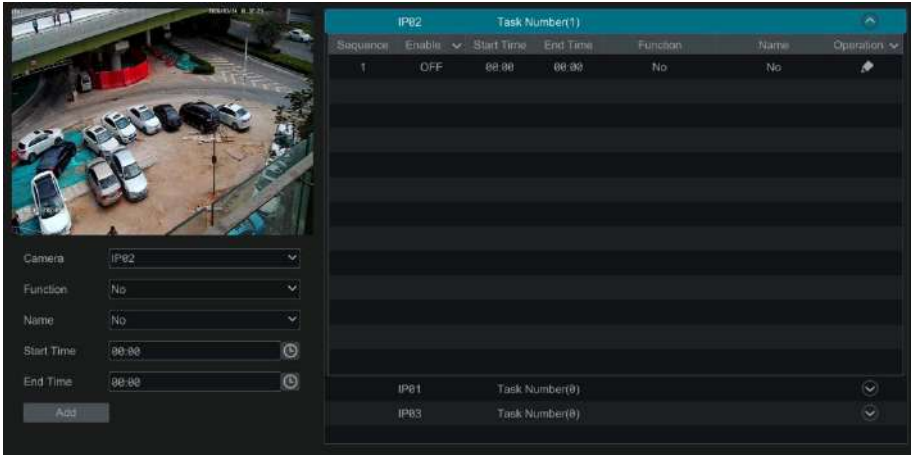 IP02 Task Number(1)
Sequence Enable Start Time End Time Function Name Operation
1 OFF 00:00 00:00 No No
Camera IP02
Function No
Name No
Start Time 00:00
End Time 00:00
Add
IP01 Task Number(0)
IP03 Task Number(0)